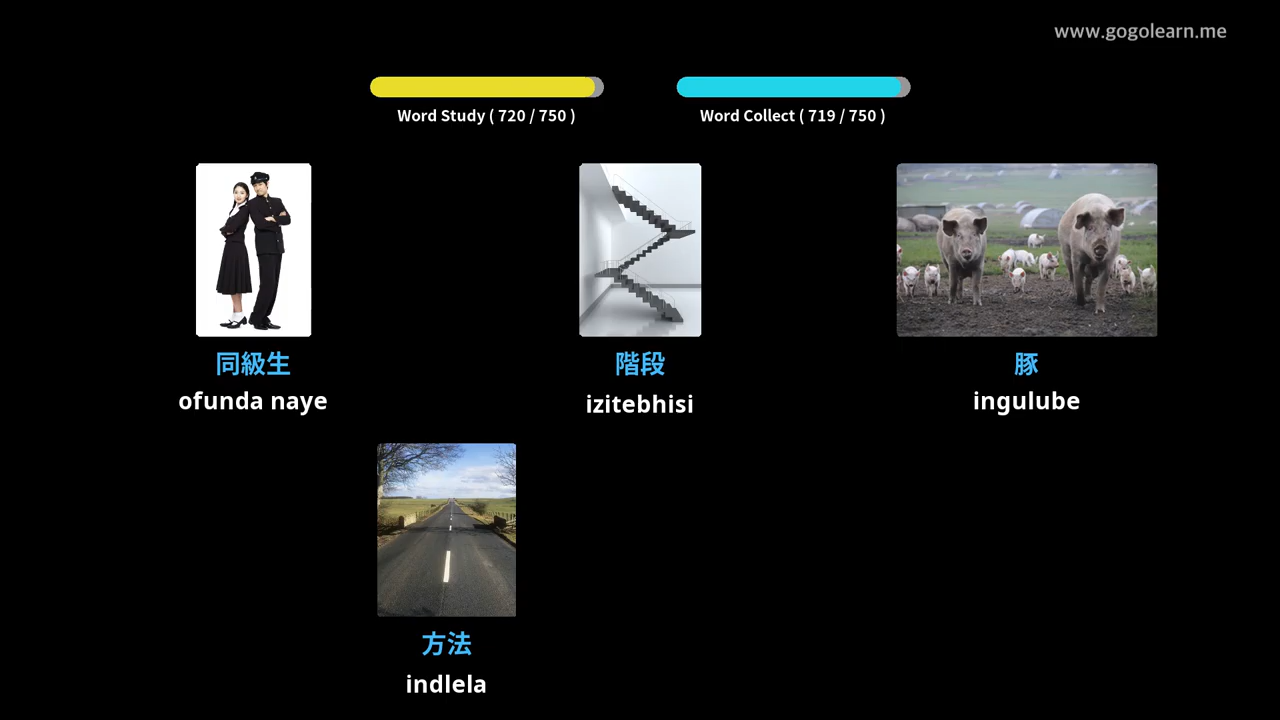 www.gogolearn.me
Word Study ( 720 / 750 )
Word Collect ( 719 / 750 )
同級生
ofunda naye
階段
izitebhisi
豚
ingulube
方法
indlela